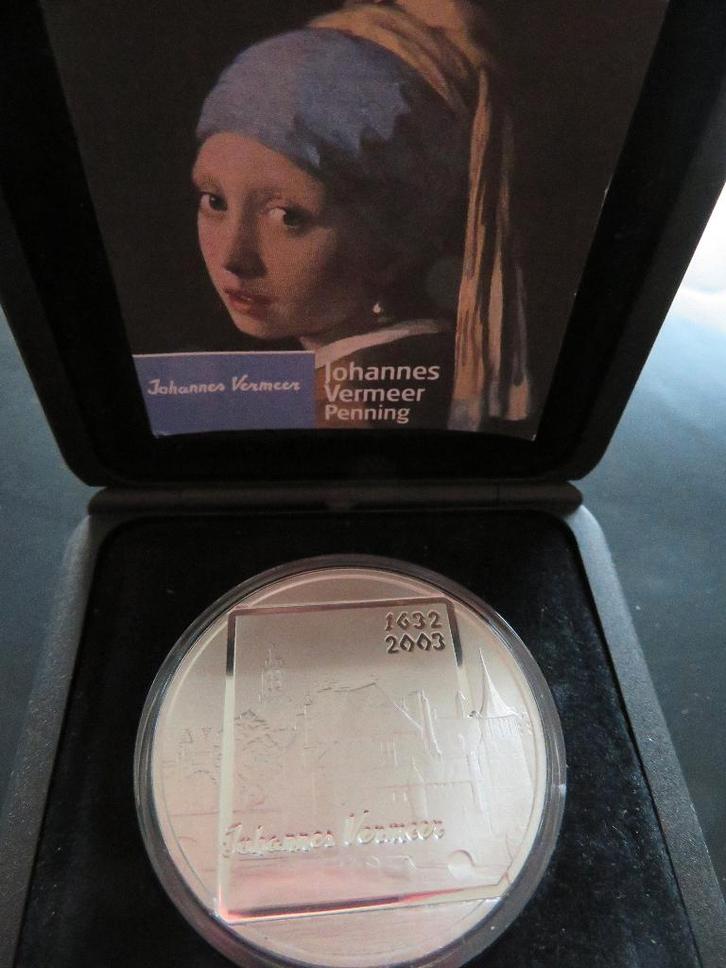 Johannes Vermeer
Johannes
Vermeer
Penning
1632
2003
Johannes Vermeer